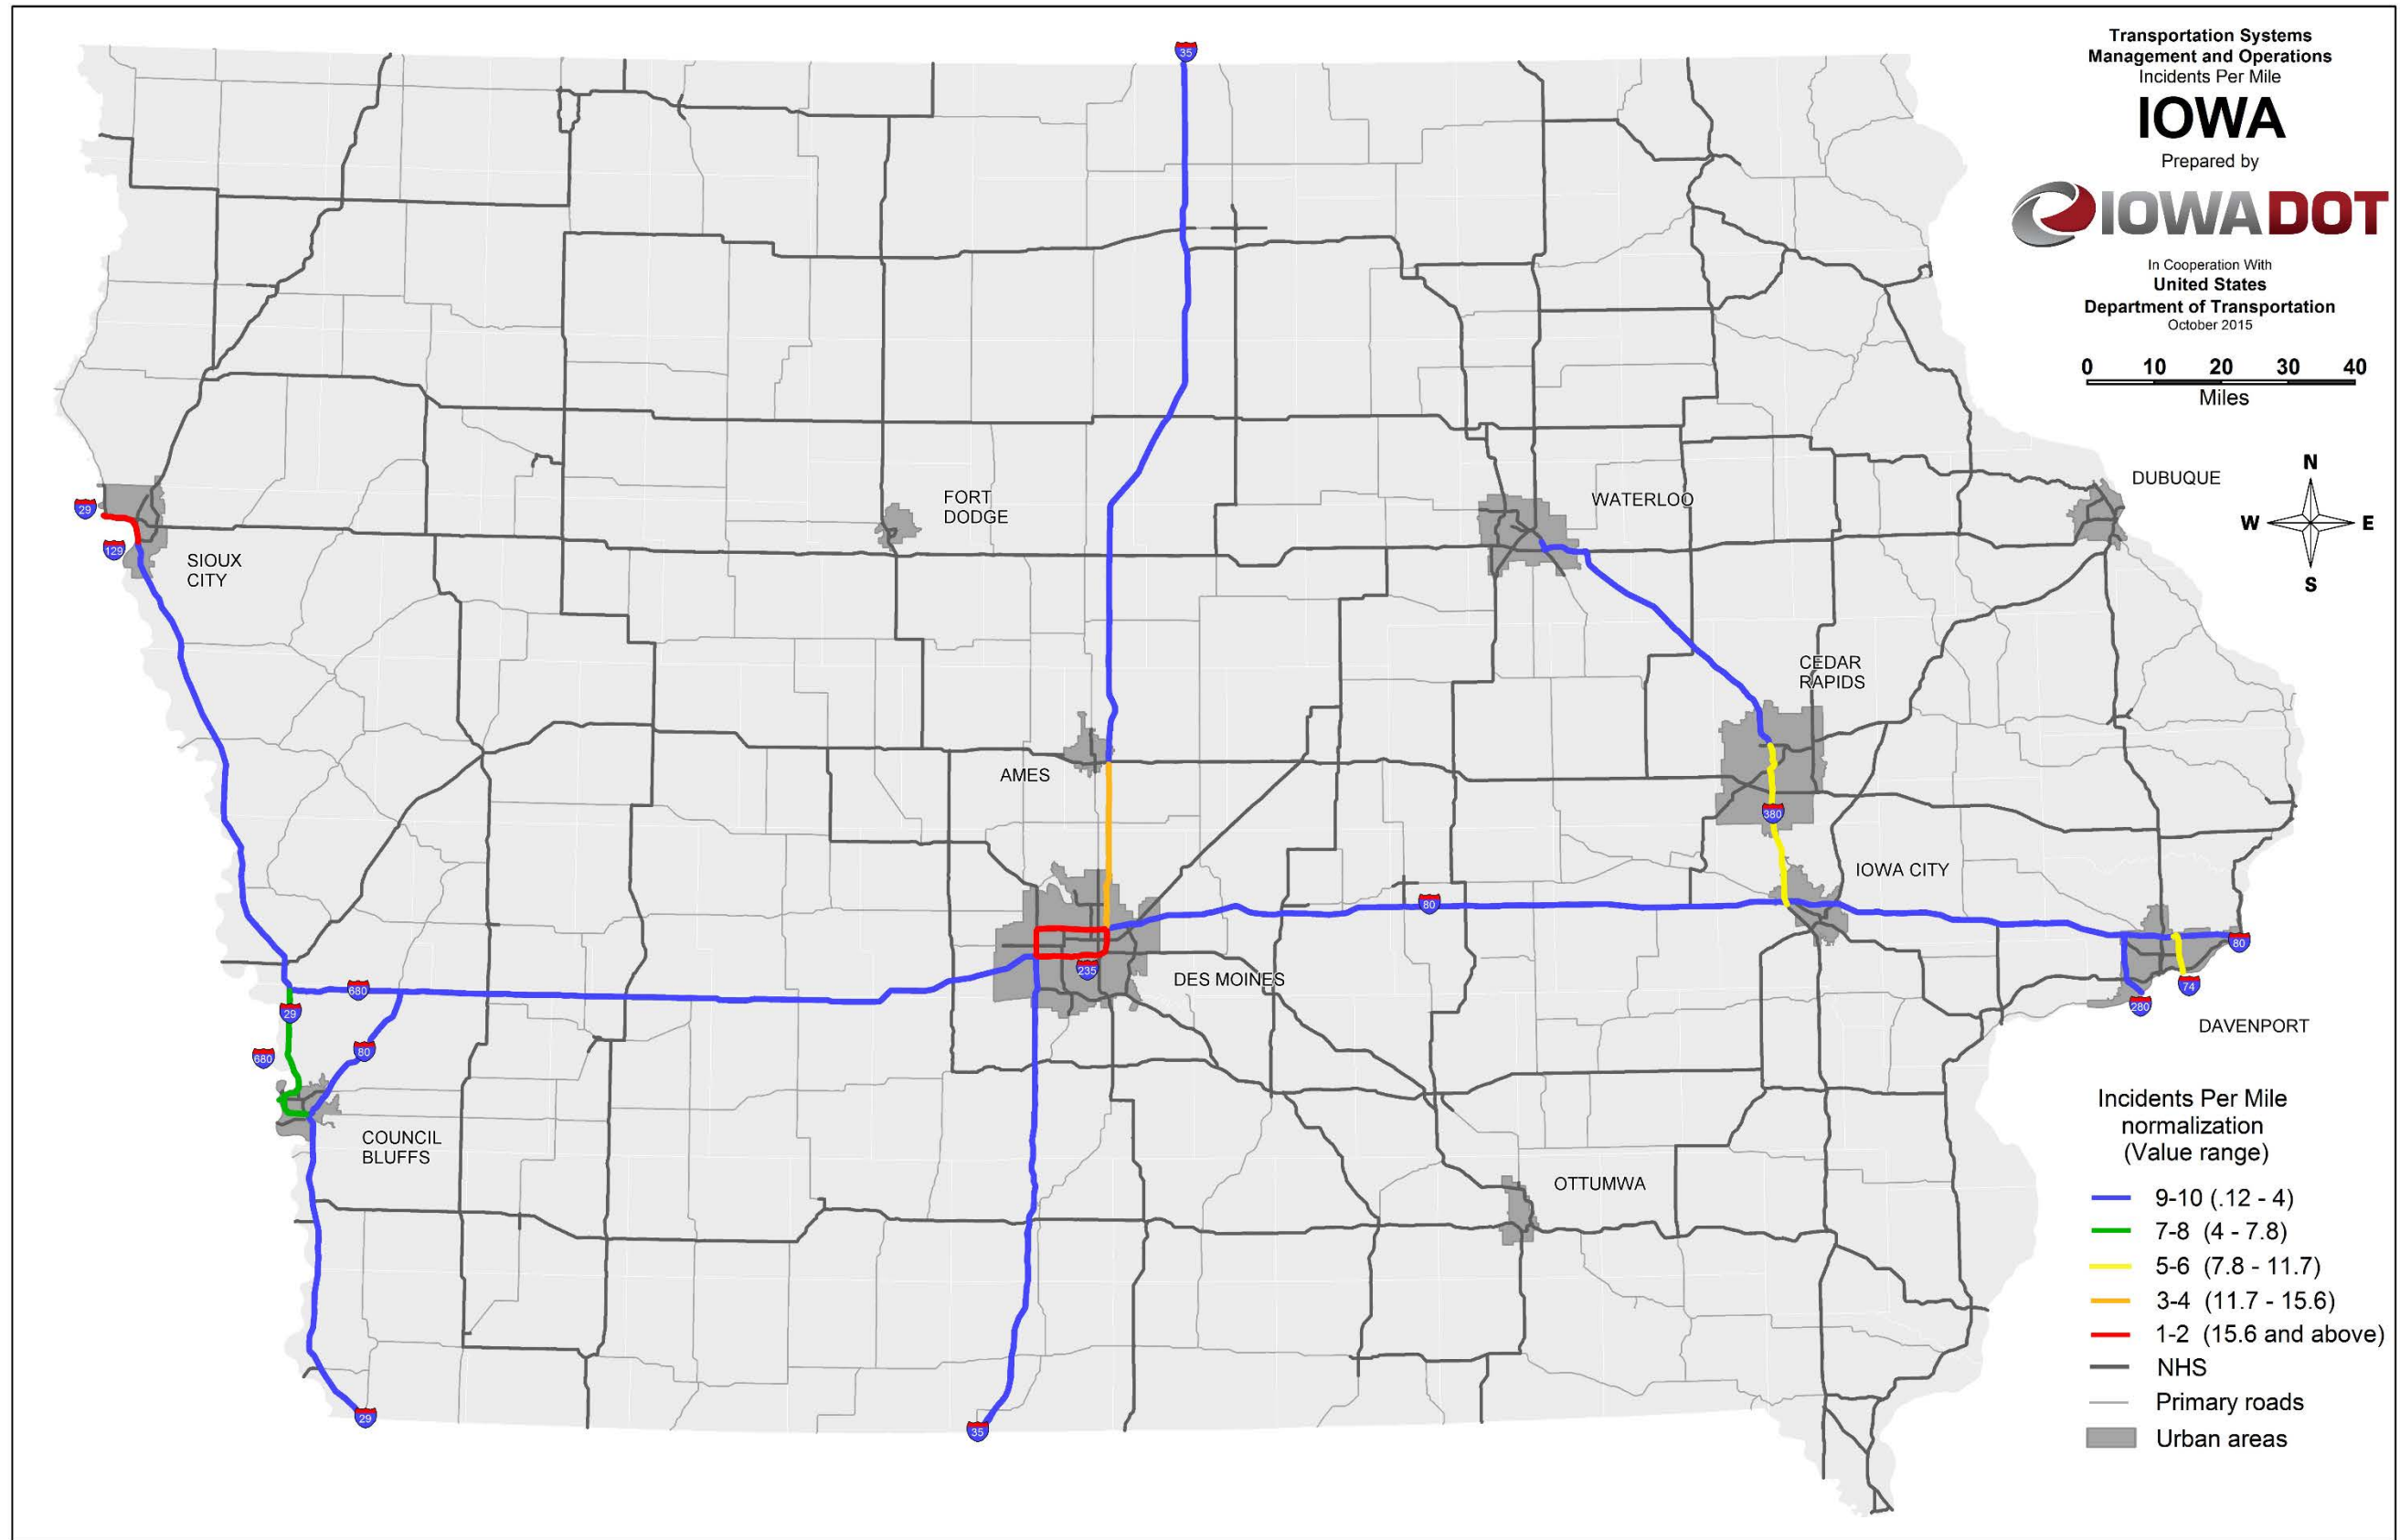 Transportation Systems
Management and Operations
Incidents Per Mile
IOWA
Prepared by
IOWADOT
In Cooperation With
United States
Department of Transportation
October 2015
0 10 20 30 40
Miles
N
W E
S
35
29
129
SIOUX
CITY
FORT
DODGE
WATERLOO
DUBUQUE
CEDAR
RAPIDS
AMES
380
IOWA CITY
80
80
235
DES MOINES
680
29
680
80
74
280
DAVENPORT
COUNCIL
BLUFFS
OTTUMWA
29
35
Incidents Per Mile
normalization
(Value range)
9-10 (.12 - 4)
7-8 (4 - 7.8)
5-6 (7.8 - 11.7)
3-4 (11.7 - 15.6)
1-2 (15.6 and above)
NHS
Primary roads
Urban areas